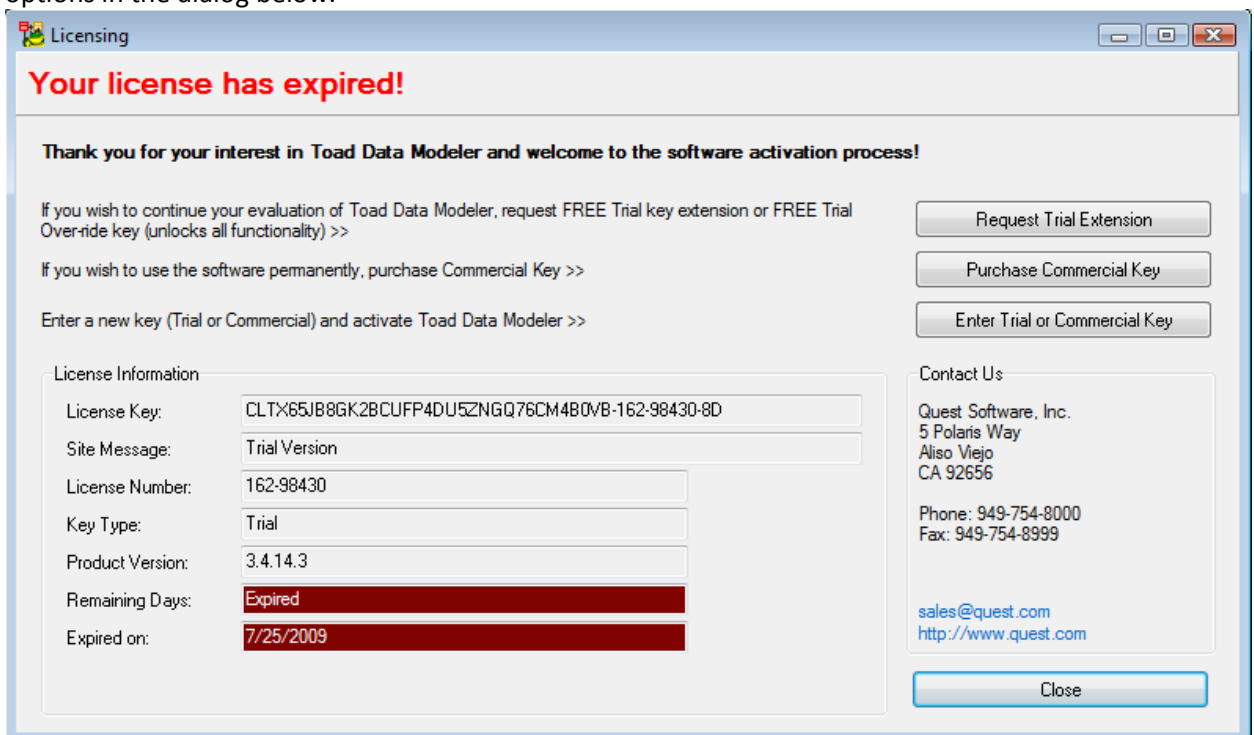 options in the dialog below.
Licensing
Your license has expired!
Thank you for your interest in Toad Data Modeler and welcome to the software activation process!
If you wish to continue your evaluation of Toad Data Modeler, request FREE Trial key extension or FREE Trial
Over-ride key (unlocks all functionality) >>
Request Trial Extension
If you wish to use the software permanently, purchase Commercial Key >>
Purchase Commercial Key
Enter a new key (Trial or Commercial) and activate Toad Data Modeler >>
Enter Trial or Commercial Key
License Information
License Key: CLTX65JB8GK2BCUFP4DU5ZNGQ76CM4B0VB-162-98430-8D
Site Message: Trial Version
License Number: 162-98430
Key Type: Trial
Product Version: 3.4.14.3
Remaining Days: Expired
Expired on: 7/25/2009
Contact Us
Quest Software, Inc.
5 Polaris Way
Aliso Viejo
CA 92656
Phone: 949-754-8000
Fax: 949-754-8999
sales@quest.com
http://www.quest.com
Close